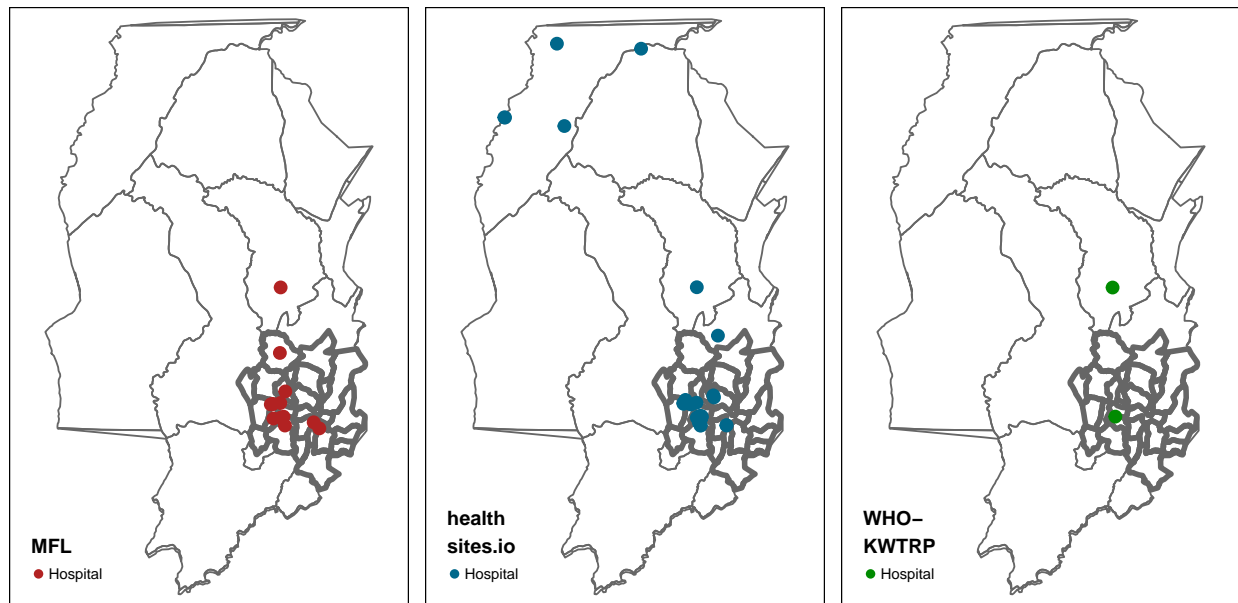 MFL
Hospital
health
sites.io
Hospital
WHO–
KWTRP
Hospital